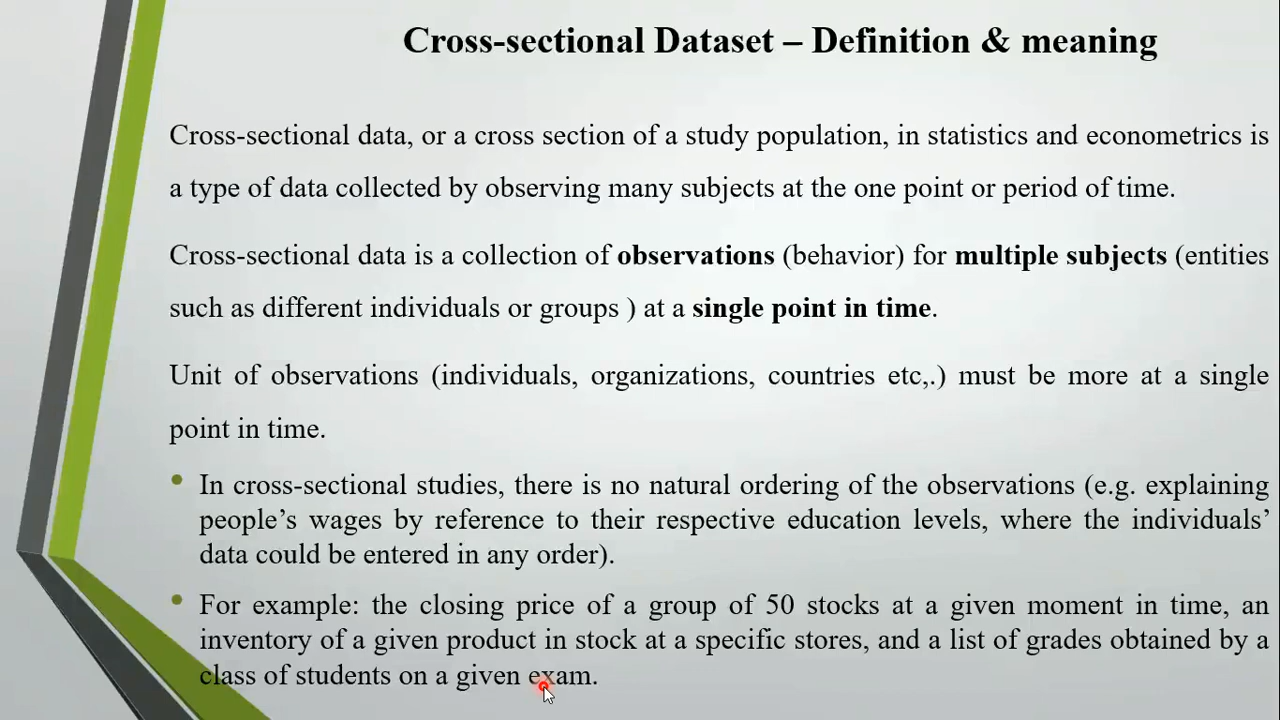 Cross-sectional Dataset – Definition & meaning
Cross-sectional data, or a cross section of a study population, in statistics and econometrics is
a type of data collected by observing many subjects at the one point or period of time.
Cross-sectional data is a collection of observations (behavior) for multiple subjects (entities
such as different individuals or groups ) at a single point in time.
Unit of observations (individuals, organizations, countries etc,.) must be more at a single
point in time.
• In cross-sectional studies, there is no natural ordering of the observations (e.g. explaining
people’s wages by reference to their respective education levels, where the individuals’
data could be entered in any order).
• For example: the closing price of a group of 50 stocks at a given moment in time, an
inventory of a given product in stock at a specific stores, and a list of grades obtained by a
class of students on a given exam.